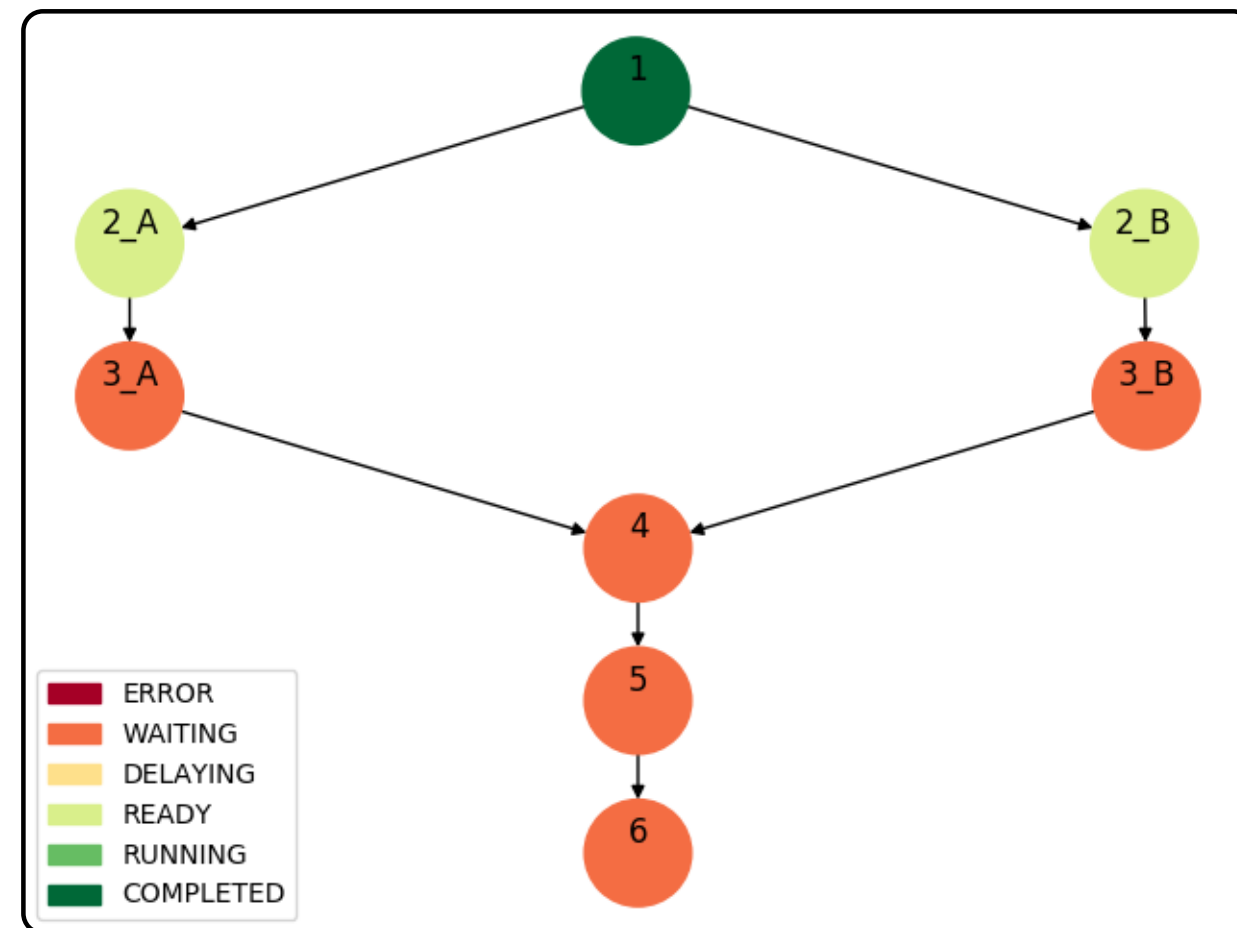 1
2_A
2_B
3_A
3_B
4
5
6
ERROR
WAITING
DELAYING
READY
RUNNING
COMPLETED